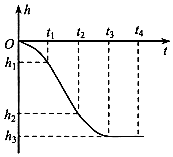 h
O t₁ t₂ t₃ t₄
t
h₁
h₂
h₃